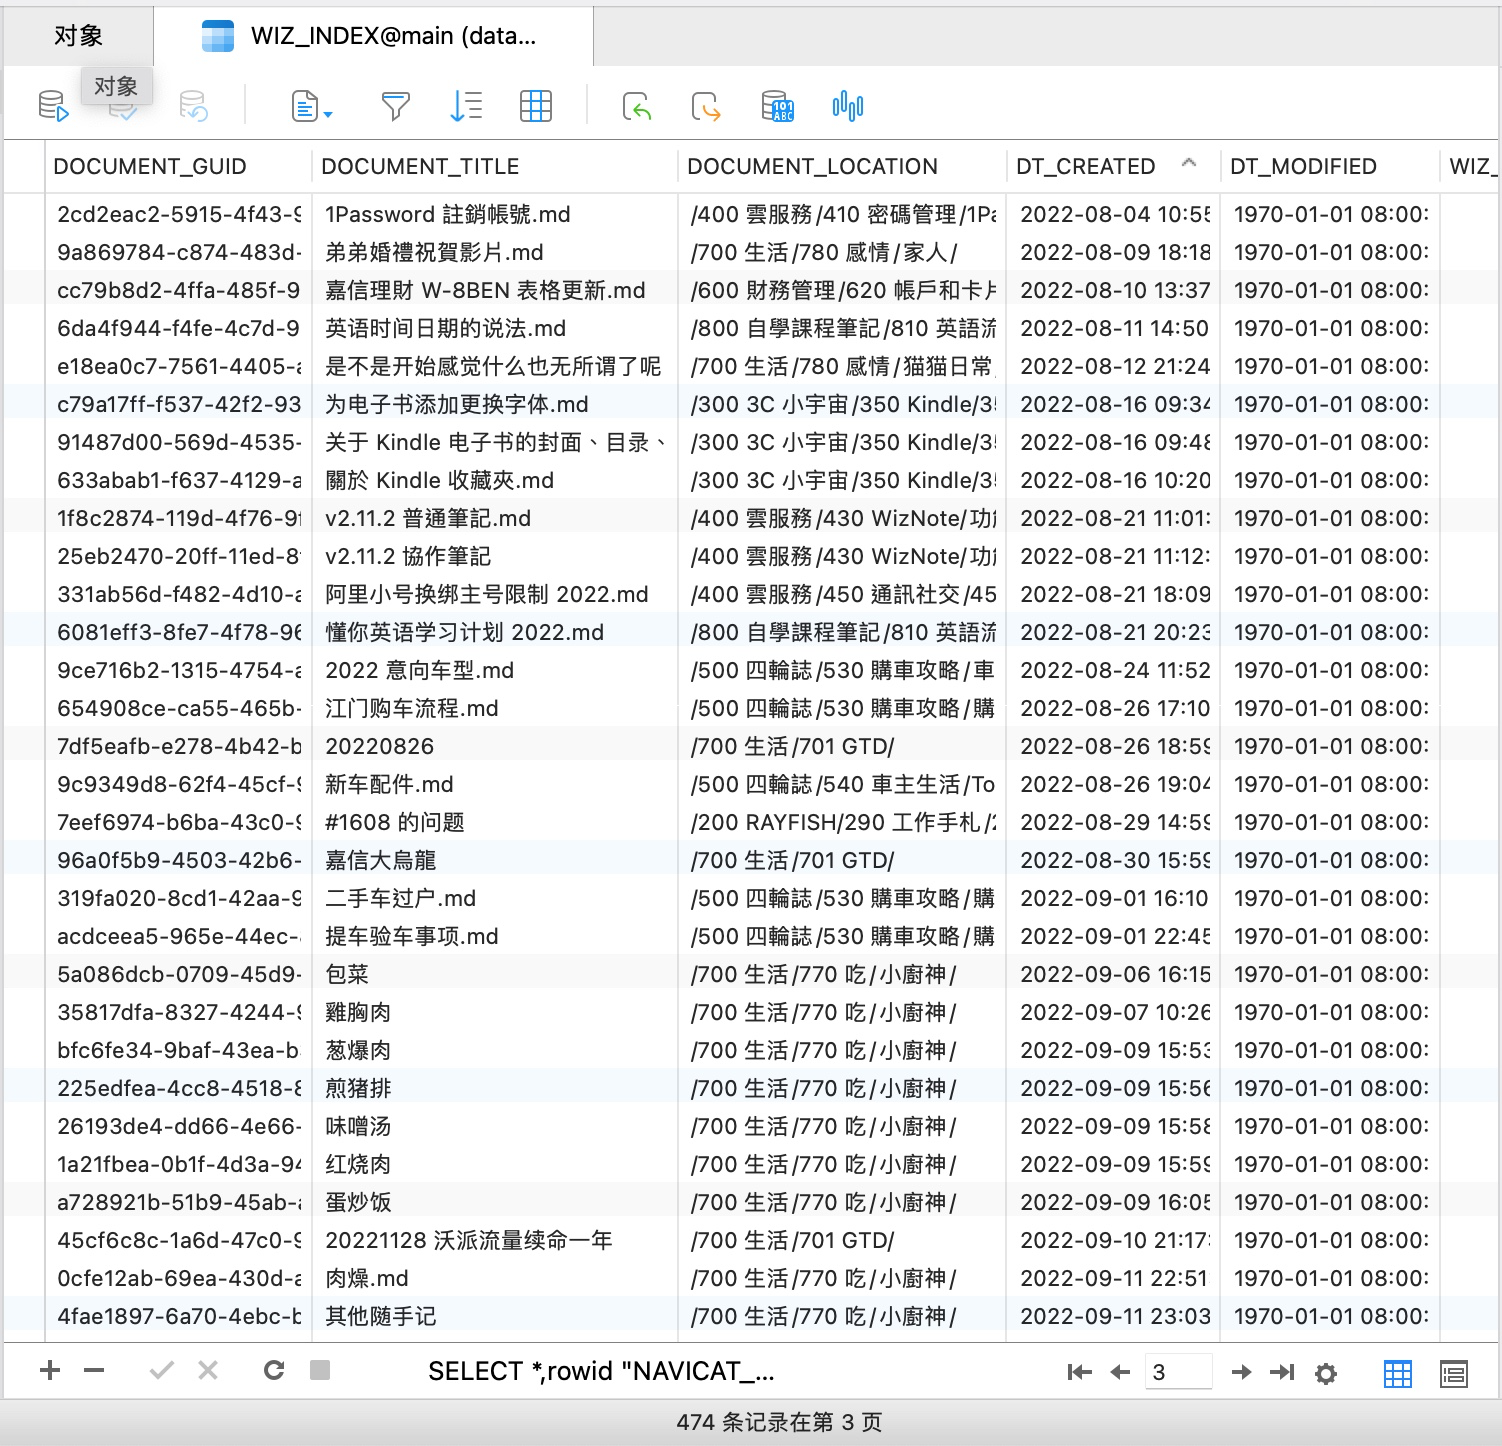 对象 WIZ_INDEX@main (data...
对象
DOCUMENT_GUID DOCUMENT_TITLE DOCUMENT_LOCATION DT_CREATED DT_MODIFIED WIZ_
2cd2eac2-5915-4f43-9 1Password 註銷帳號.md /400 雲服務/410 密碼管理/1Pa 2022-08-04 10:55 1970-01-01 08:00:
9a869784-c874-483d- 弟弟婚禮祝賀影片.md /700 生活/780 感情/家人/ 2022-08-09 18:18 1970-01-01 08:00:
cc79b8d2-4ffa-485f-9 嘉信理財 W-8BEN 表格更新.md /600 財務管理/620 帳戶和卡片 2022-08-10 13:37 1970-01-01 08:00:
6da4f944-f4fe-4c7d-9 英语时间日期的说法.md /800 自學課程筆記/810 英語流 2022-08-11 14:50 1970-01-01 08:00:
e18ea0c7-7561-4405-a 是不是开始感觉什么也无所谓了呢 /700 生活/780 感情/猫猫日常/ 2022-08-12 21:24 1970-01-01 08:00:
c79a17ff-f537-42f2-93 为电子书添加更换字体.md /300 3C 小宇宙/350 Kindle/35 2022-08-16 09:34 1970-01-01 08:00:
91487d00-569d-4535- 关于 Kindle 电子书的封面、目录、 /300 3C 小宇宙/350 Kindle/35 2022-08-16 09:48 1970-01-01 08:00:
633abab1-f637-4129-a 關於 Kindle 收藏夾.md /300 3C 小宇宙/350 Kindle/35 2022-08-16 10:20 1970-01-01 08:00:
1f8c2874-119d-4f76-9f v2.11.2 普通筆記.md /400 雲服務/430 WizNote/功能 2022-08-21 11:01: 1970-01-01 08:00:
25eb2470-20ff-11ed-8f v2.11.2 協作筆記 /400 雲服務/430 WizNote/功能 2022-08-21 11:12: 1970-01-01 08:00:
331ab56d-f482-4d10-a 阿里小号换绑主号限制 2022.md /400 雲服務/450 通訊社交/45 2022-08-21 18:09 1970-01-01 08:00:
6081eff3-8fe7-4f78-96 懂你英语学习计划 2022.md /800 自學課程筆記/810 英語流 2022-08-21 20:23 1970-01-01 08:00:
9ce716b2-1315-4754-a 2022 意向车型.md /500 四輪誌/530 購車攻略/車 2022-08-24 11:52 1970-01-01 08:00:
654908ce-ca55-465b- 江门购车流程.md /500 四輪誌/530 購車攻略/購 2022-08-26 17:10 1970-01-01 08:00:
7df5eafb-e278-4b42-b 20220826 /700 生活/701 GTD/ 2022-08-26 18:59 1970-01-01 08:00:
9c9349d8-62f4-45cf-9 新车配件.md /500 四輪誌/540 車主生活/To 2022-08-26 19:04 1970-01-01 08:00:
7eef6974-b6ba-43c0-9 #1608 的问题 /200 RAYFISH/290 工作手札/2 2022-08-29 14:59 1970-01-01 08:00:
96a0f5b9-4503-42b6- 嘉信大烏龍 /700 生活/701 GTD/ 2022-08-30 15:59 1970-01-01 08:00:
319fa020-8cd1-42aa-9 二手车过户.md /500 四輪誌/530 購車攻略/購 2022-09-01 16:10 1970-01-01 08:00:
acdceea5-965e-44ec- 提车验车事项.md /500 四輪誌/530 購車攻略/購 2022-09-01 22:45 1970-01-01 08:00:
5a086dcb-0709-45d9- 包菜 /700 生活/770 吃/小廚神/ 2022-09-06 16:15 1970-01-01 08:00:
35817dfa-8327-4244-9 雞胸肉 /700 生活/770 吃/小廚神/ 2022-09-07 10:26 1970-01-01 08:00:
bfc6fe34-9baf-43ea-b 葱爆肉 /700 生活/770 吃/小廚神/ 2022-09-09 15:53 1970-01-01 08:00:
225edfea-4cc8-4518-8 煎猪排 /700 生活/770 吃/小廚神/ 2022-09-09 15:56 1970-01-01 08:00:
26193de4-dd66-4e66- 味噌汤 /700 生活/770 吃/小廚神/ 2022-09-09 15:58 1970-01-01 08:00:
1a21fbea-0b1f-4d3a-94 红烧肉 /700 生活/770 吃/小廚神/ 2022-09-09 15:59 1970-01-01 08:00:
a728921b-51b9-45ab-a 蛋炒饭 /700 生活/770 吃/小廚神/ 2022-09-09 16:05 1970-01-01 08:00:
45cf6c8c-1a6d-47c0-9 20221128 沃派流量续命一年 /700 生活/701 GTD/ 2022-09-10 21:17: 1970-01-01 08:00:
0cfe12ab-69ea-430d-a 肉燥.md /700 生活/770 吃/小廚神/ 2022-09-11 22:51 1970-01-01 08:00:
4fae1897-6a70-4ebc-b 其他随手记 /700 生活/770 吃/小廚神/ 2022-09-11 23:03 1970-01-01 08:00:
SELECT *,rowid "NAVICAT_... 3
474 条记录在第 3 页